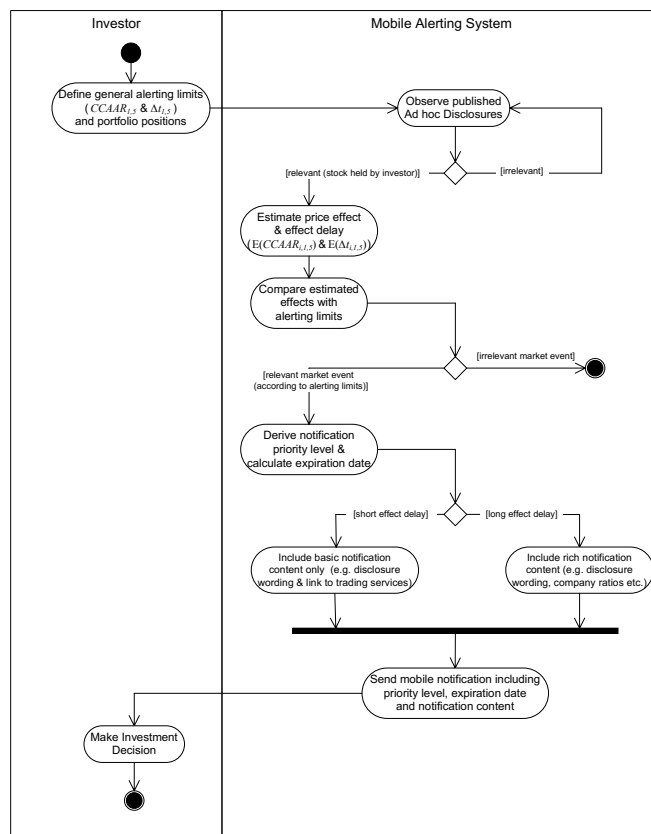 Investor
Mobile Alerting System
Define general alerting limits
( CCAAR1,5 & Δt1,5 )
and portfolio positions
Observe published
Ad hoc Disclosures
[relevant (stock held by investor)]
[irrelevant]
Estimate price effect
& effect delay
( E(CCAARi,1,5) & E(Δti,1,5))
Compare estimated
effects with
alerting limits
[irrelevant market event]
[relevant market event
(according to alerting limits)]
Derive notification
priority level &
calculate expiration date
[short effect delay]
[long effect delay]
Include basic notification
content only (e.g. disclosure
wording & link to trading services)
Include rich notification
content (e.g. disclosure
wording, company ratios etc.)
Send mobile notification including
priority level, expiration date
and notification content
Make Investment
Decision